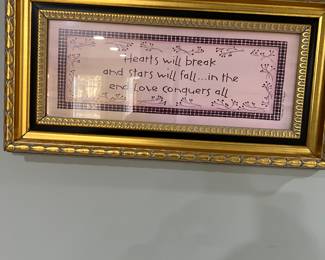 Hearts will break
and stars will fall...in the
end Love conquers all